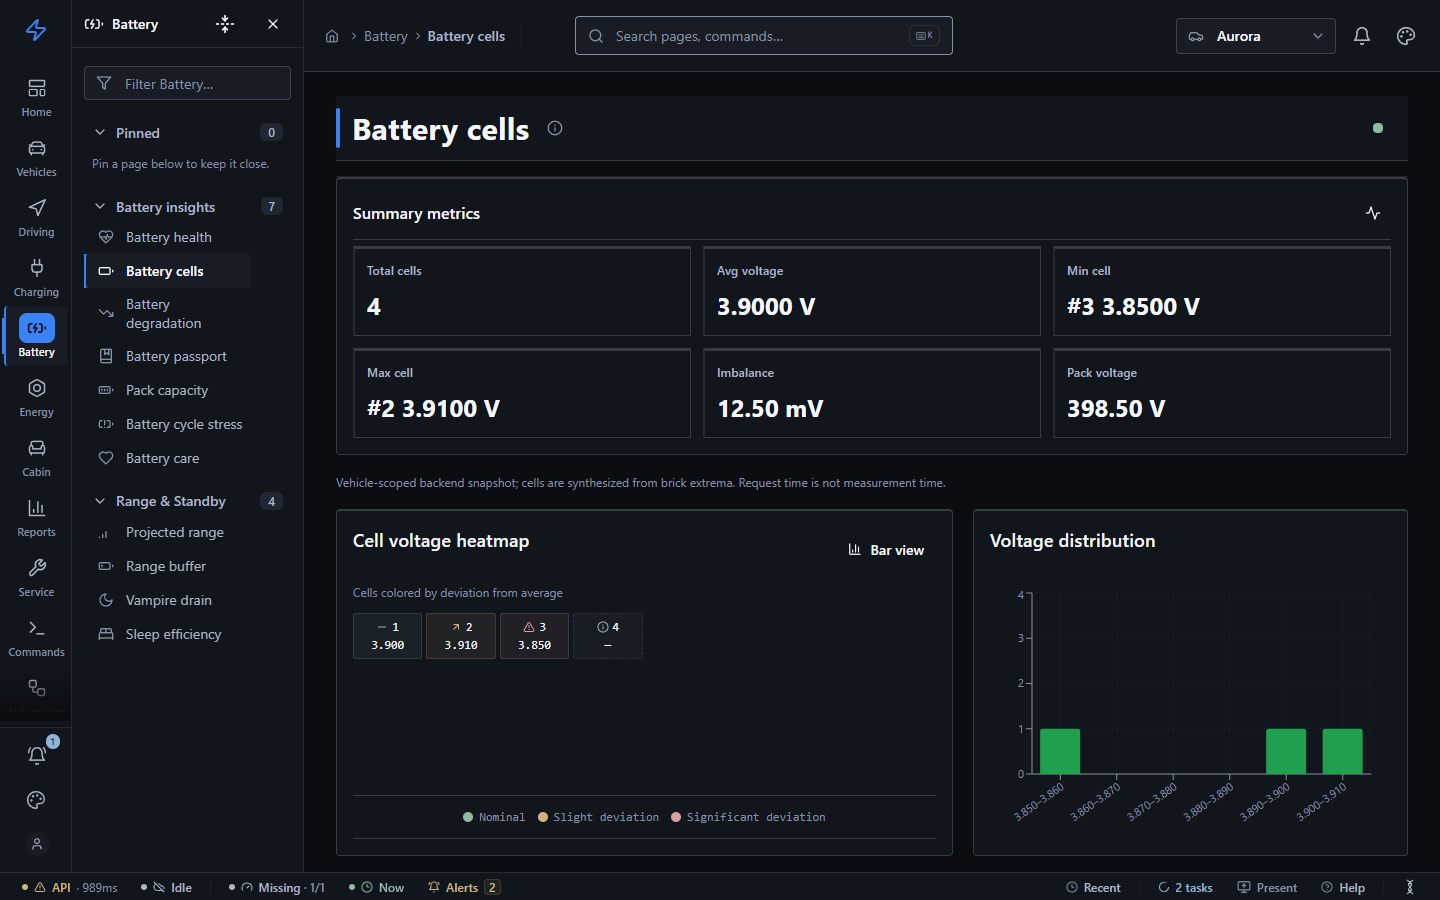 Battery
Battery
Battery cells
Search pages, commands...
K
Aurora
Home
Vehicles
Driving
Charging
Battery
Energy
Cabin
Reports
Service
Commands
1
Filter Battery...
Pinned
0
Pin a page below to keep it close.
Battery insights
7
Battery health
Battery cells
Battery
degradation
Battery passport
Pack capacity
Battery cycle stress
Battery care
Range & Standby
4
Projected range
Range buffer
Vampire drain
Sleep efficiency
Battery cells
Summary metrics
Total cells
4
Avg voltage
3.9000 V
Min cell
#3 3.8500 V
Max cell
#2 3.9100 V
Imbalance
12.50 mV
Pack voltage
398.50 V
Vehicle-scoped backend snapshot; cells are synthesized from brick extrema. Request time is not measurement time.
Cell voltage heatmap
Bar view
Cells colored by deviation from average
1
3.900
2
3.910
3
3.850
4
—
Nominal
Slight deviation
Significant deviation
Voltage distribution
4
3
2
1
0
3.850–3.860
3.860–3.870
3.870–3.880
3.880–3.890
3.890–3.900
3.900–3.910
API · 989ms
Idle
Missing · 1/1
Now
Alerts 2
Recent
2 tasks
Present
Help